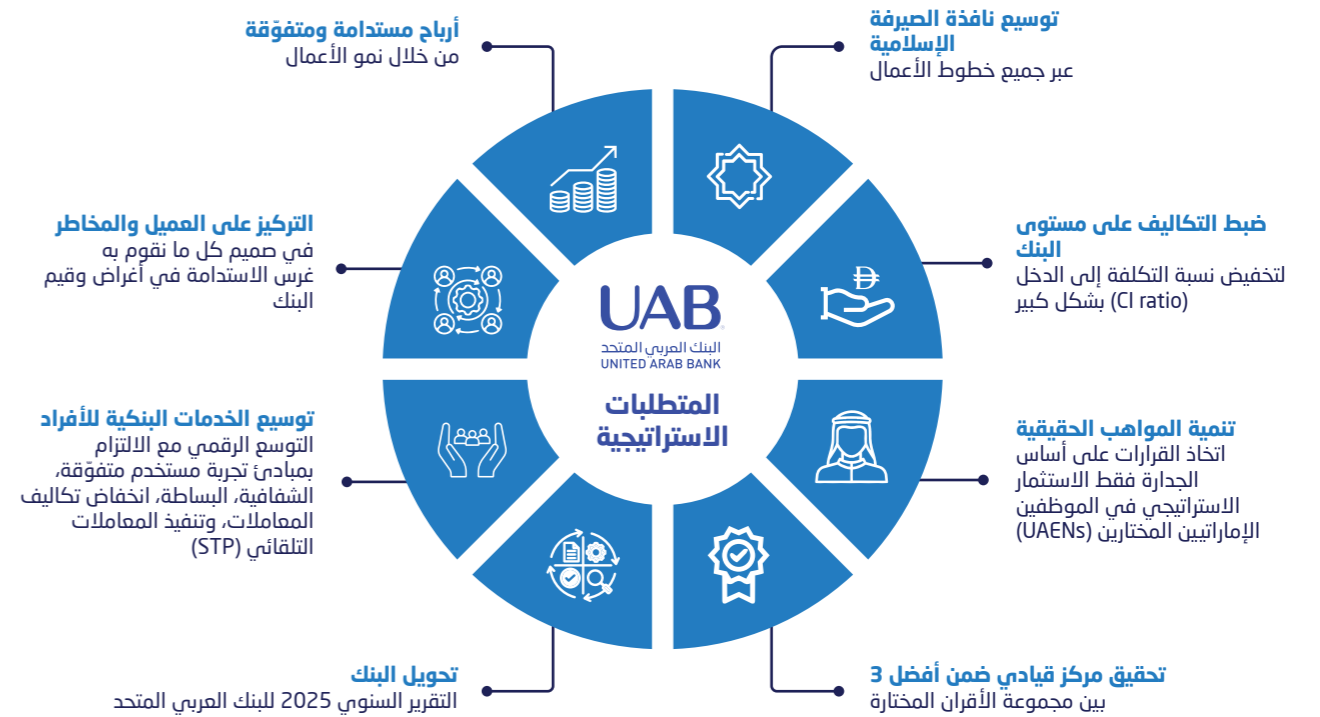 توسيع نافذة الصيرفة
الإسلامية
عبر جميع خطوط الأعمال
ضبط التكاليف على مستوى
البنك
لتخفيض نسبة التكلفة إلى الدخل
(CI ratio) بشكل كبير
تنمية المواهب الحقيقية
اتخاذ القرارات على أساس
الجدارة فقط الاستثمار
الاستراتيجي في الموظفين
الإماراتيين المختارين (UAENs)
تحقيق مركز قيادي ضمن أفضل 3
بين مجموعة الأقران المختارة
UAB
البنك العربي المتحد
UNITED ARAB BANK
المتطلبات
الاستراتيجية
أرباح مستدامة ومتفوّقة
من خلال نمو الأعمال
التركيز على العميل والمخاطر
في صميم كل ما نقوم به
غرس الاستدامة في أغراض وقيم
البنك
توسيع الخدمات البنكية للأفراد
التوسع الرقمي مع الالتزام
بمبادئ تجربة مستخدم متفوّقة،
الشفافية، البساطة، انخفاض تكاليف
المعاملات، وتنفيذ المعاملات
التلقائي (STP)
تحويل البنك
التقرير السنوي 2025 للبنك العربي المتحد